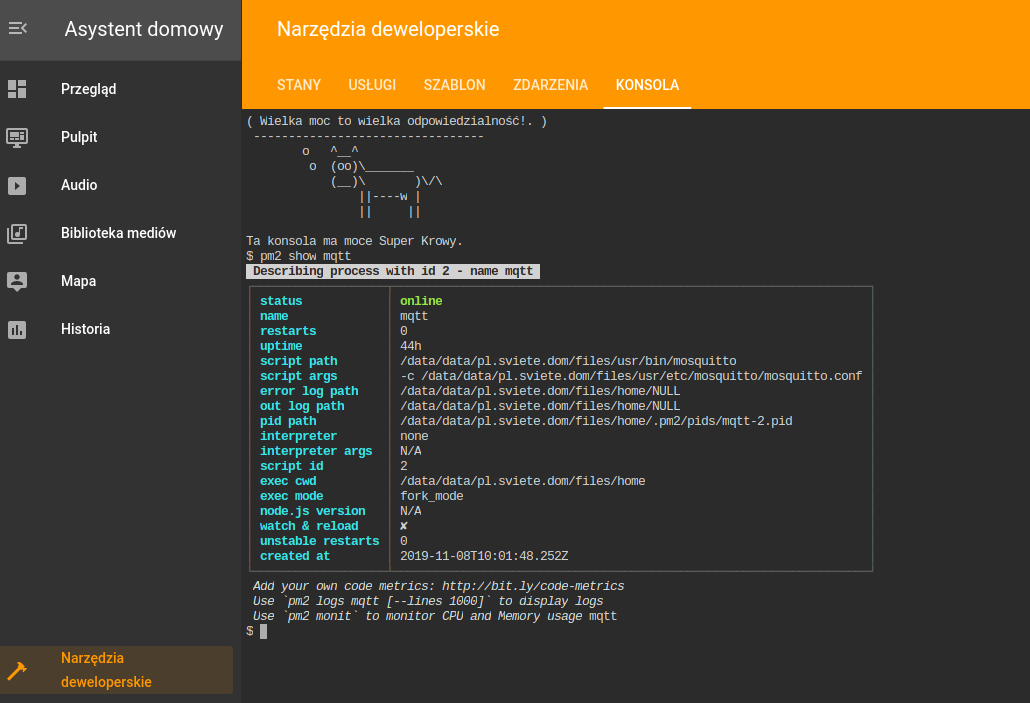 Asystent domowy
Przegląd
Pulpit
Audio
Biblioteka mediów
Mapa
Historia
Narzędzia
deweloperskie
Narzędzia deweloperskie
STANY USŁUGI SZABLON ZDARZENIA KONSOLA
( Wielka moc to wielka odpowiedzialność!. )
 ---------------------------------
        o   ^__^
         o  (oo)\_______
            (__)\       )\/\
                ||----w |
                ||     ||
Ta konsola ma moce Super Krowy.
$ pm2 show mqtt
Describing process with id 2 - name mqtt
status online
name mqtt
restarts 0
uptime 44h
script path /data/data/pl.sviete.dom/files/usr/bin/mosquitto
script args -c /data/data/pl.sviete.dom/files/usr/etc/mosquitto/mosquitto.conf
error log path /data/data/pl.sviete.dom/files/home/NULL
out log path /data/data/pl.sviete.dom/files/home/NULL
pid path /data/data/pl.sviete.dom/files/home/.pm2/pids/mqtt-2.pid
interpreter none
interpreter args N/A
script id 2
exec cwd /data/data/pl.sviete.dom/files/home
exec mode fork_mode
node.js version N/A
watch & reload ✘
unstable restarts 0
created at 2019-11-08T10:01:48.252Z
Add your own code metrics: http://bit.ly/code-metrics
Use `pm2 logs mqtt [--lines 1000]` to display logs
Use `pm2 monit` to monitor CPU and Memory usage mqtt
$